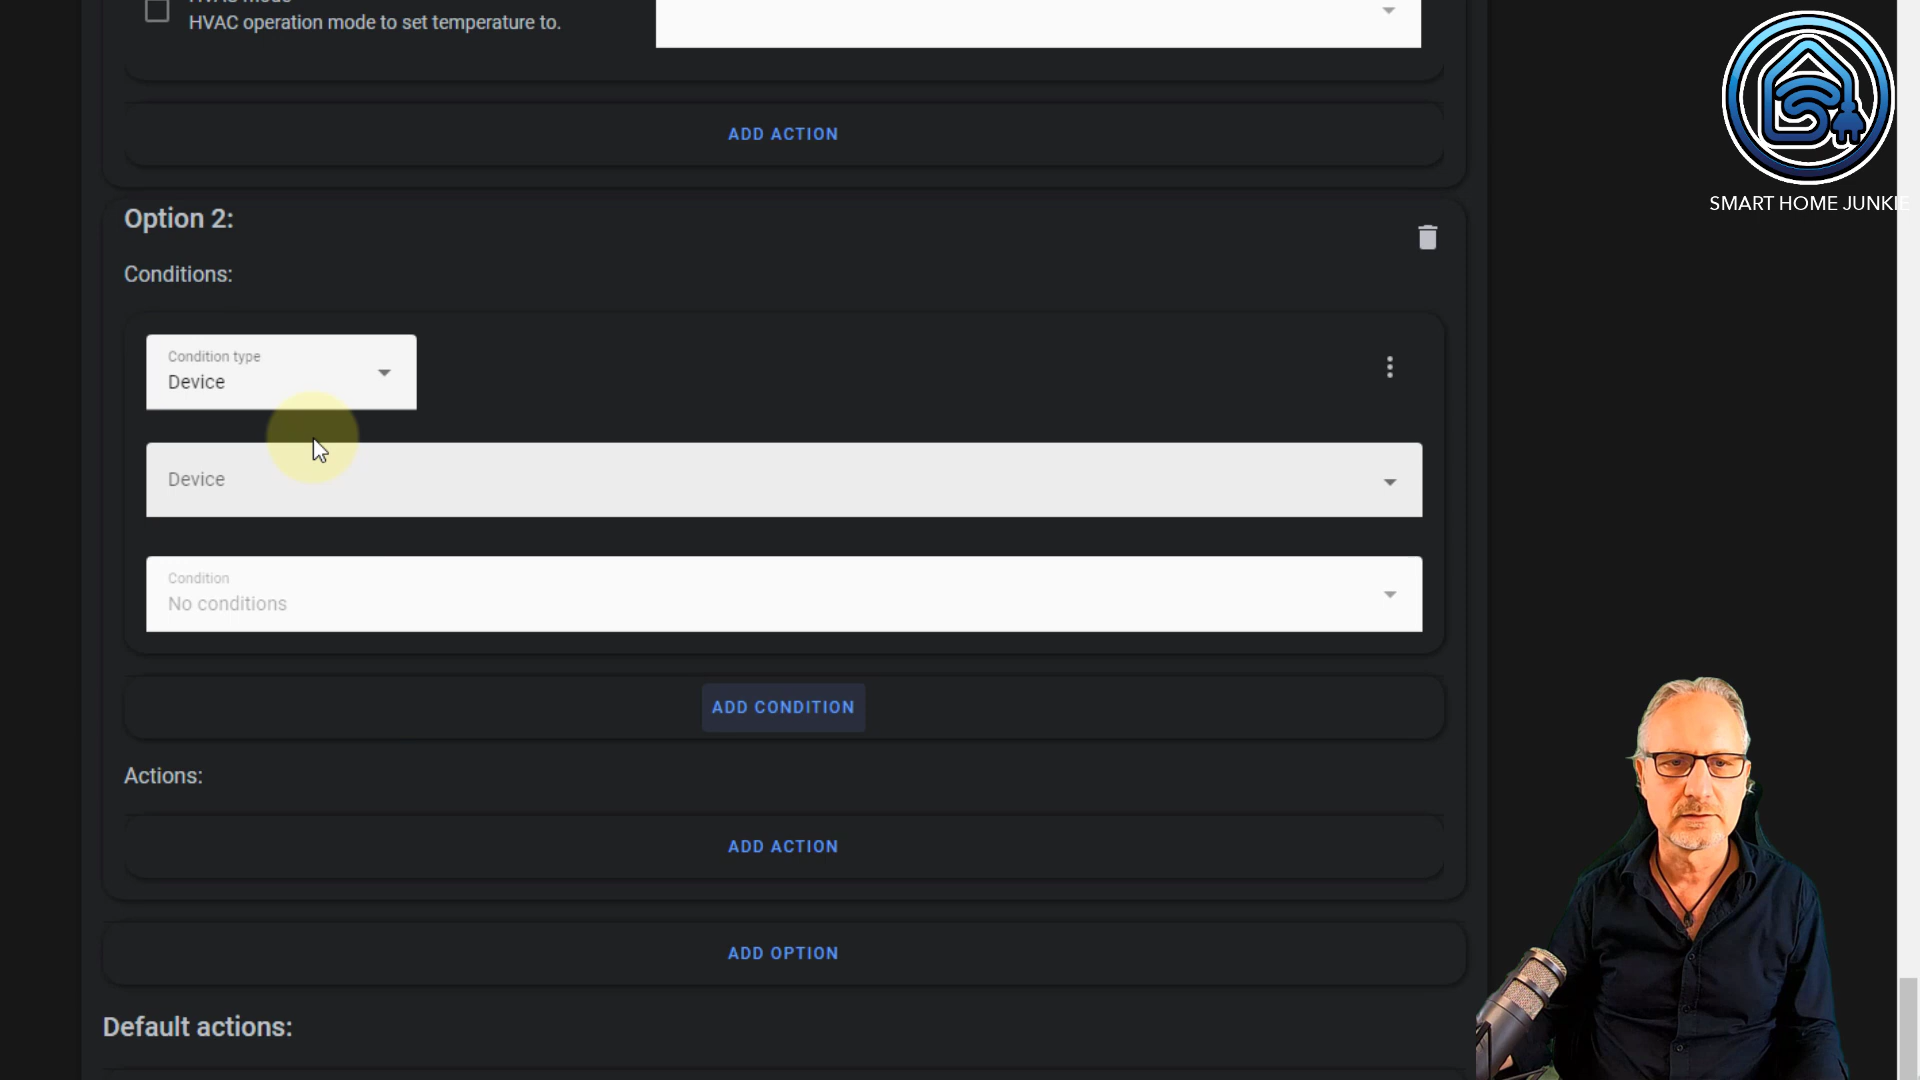 HVAC operation mode to set temperature to.
ADD ACTION
SMART HOME JUNKIE
Option 2:
Conditions:
Condition type
Device
Device
Condition
No conditions
ADD CONDITION
Actions:
ADD ACTION
ADD OPTION
Default actions: